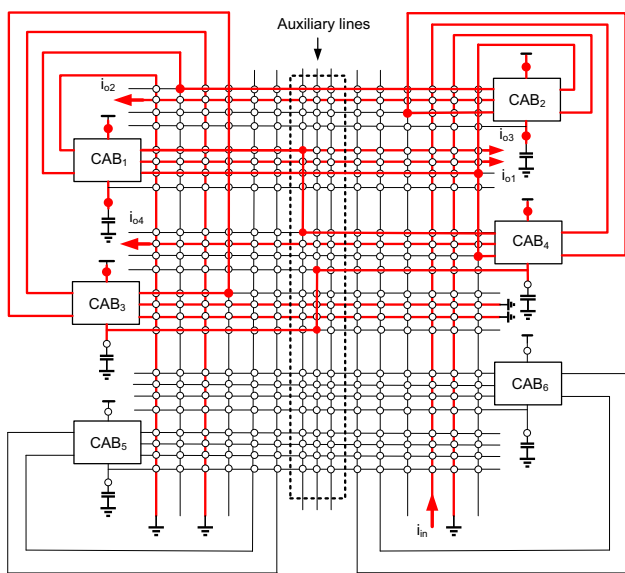 Auxiliary lines
io2
CAB2
io3
CAB1
io1
io4
CAB4
CAB3
CAB6
CAB5
iin